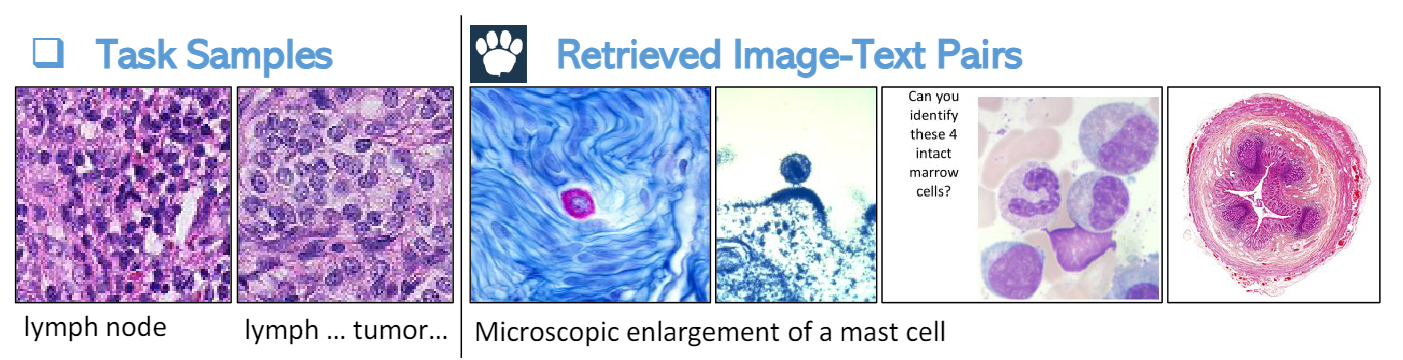 Task Samples
Retrieved Image-Text Pairs
Can you
identify
these 4
intact
marrow
cells?
lymph node
lymph ... tumor...
Microscopic enlargement of a mast cell